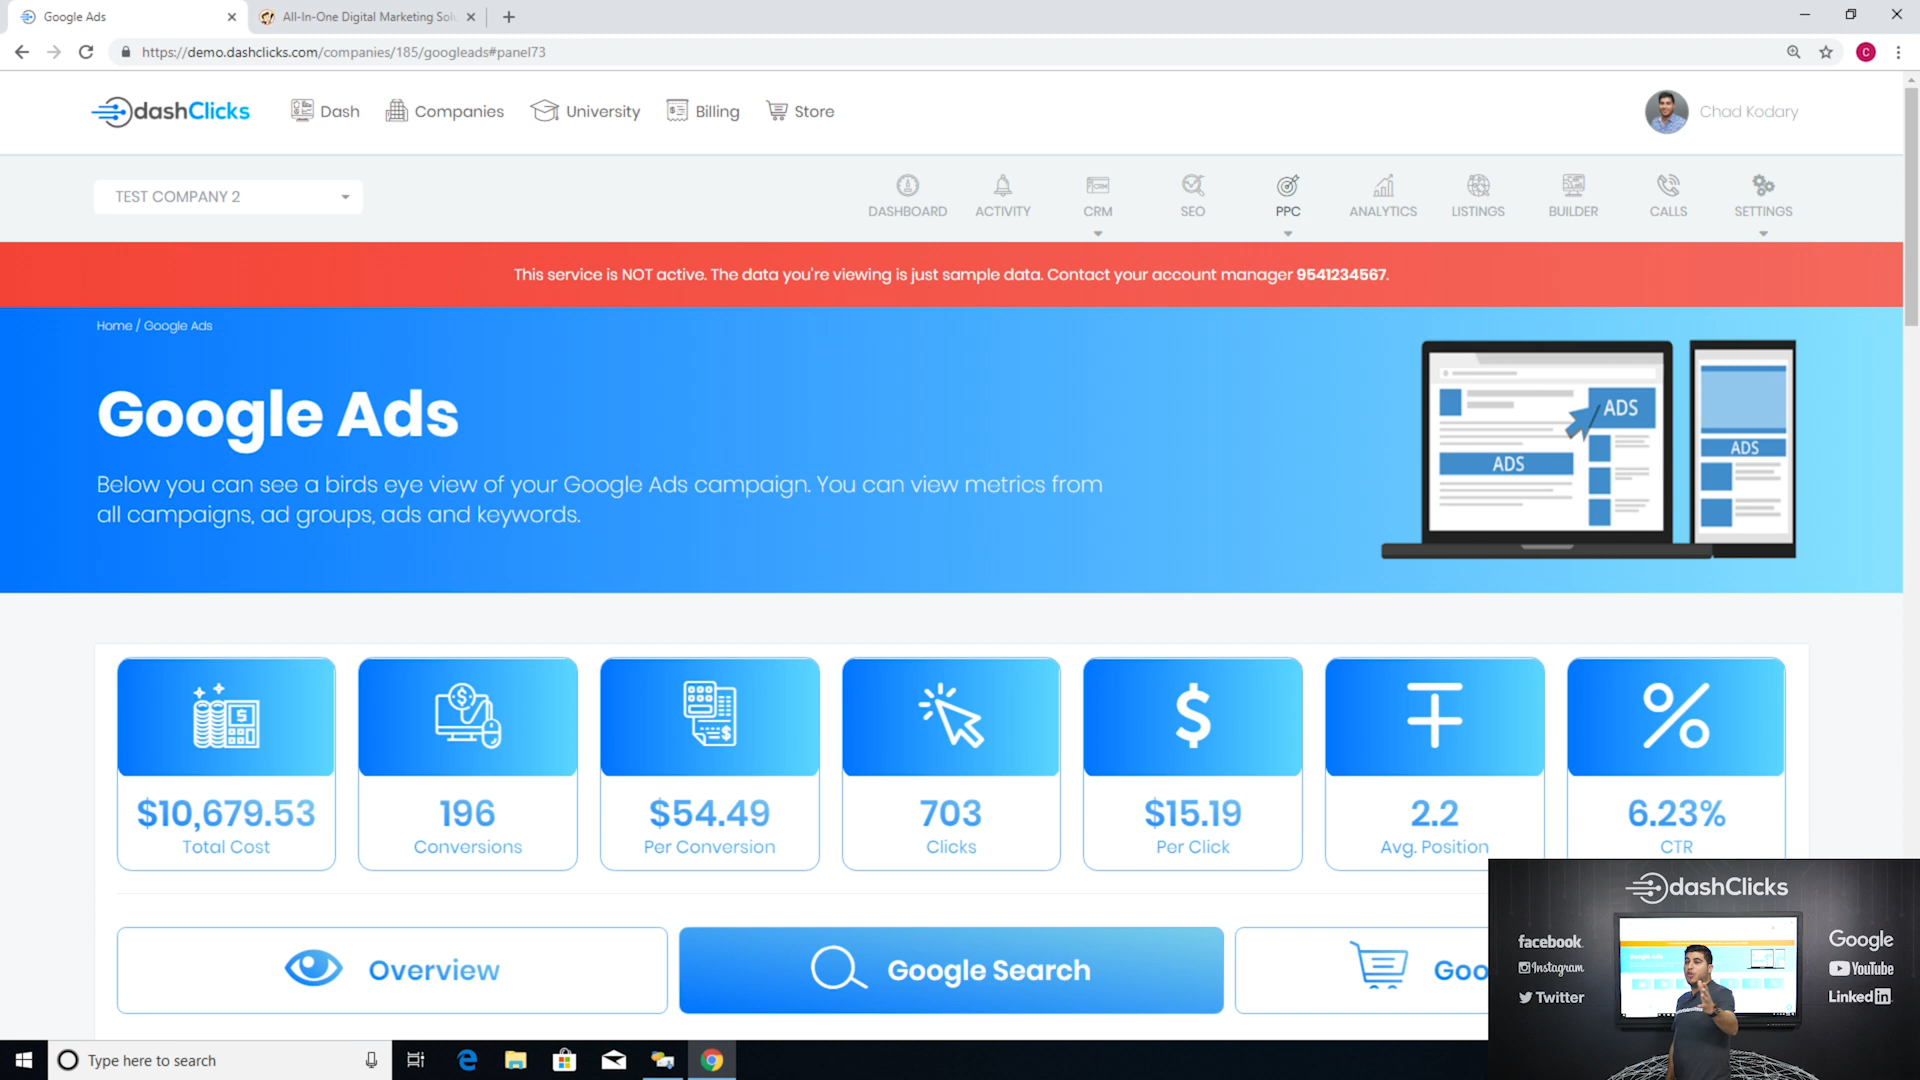 Google Ads
All-In-One Digital Marketing Solu
https://demo.dashclicks.com/companies/185/googleads#panel73
C
dashClicks
Dash
Companies
University
Billing
Store
Chad Kodary
TEST COMPANY 2
DASHBOARD
ACTIVITY
CRM
SEO
PPC
ANALYTICS
LISTINGS
BUILDER
CALLS
SETTINGS
This service is NOT active. The data you're viewing is just sample data. Contact your account manager 9541234567.
Home / Google Ads
Google Ads
Below you can see a birds eye view of your Google Ads campaign. You can view metrics from
all campaigns, ad groups, ads and keywords.
ADS
ADS
ADS
$10,679.53
Total Cost
196
Conversions
$54.49
Per Conversion
703
Clicks
$15.19
Per Click
2.2
Avg. Position
6.23%
CTR
Overview
Google Search
Goo
dashClicks
facebook
Instagram
Twitter
Google
YouTube
Linked in
Type here to search